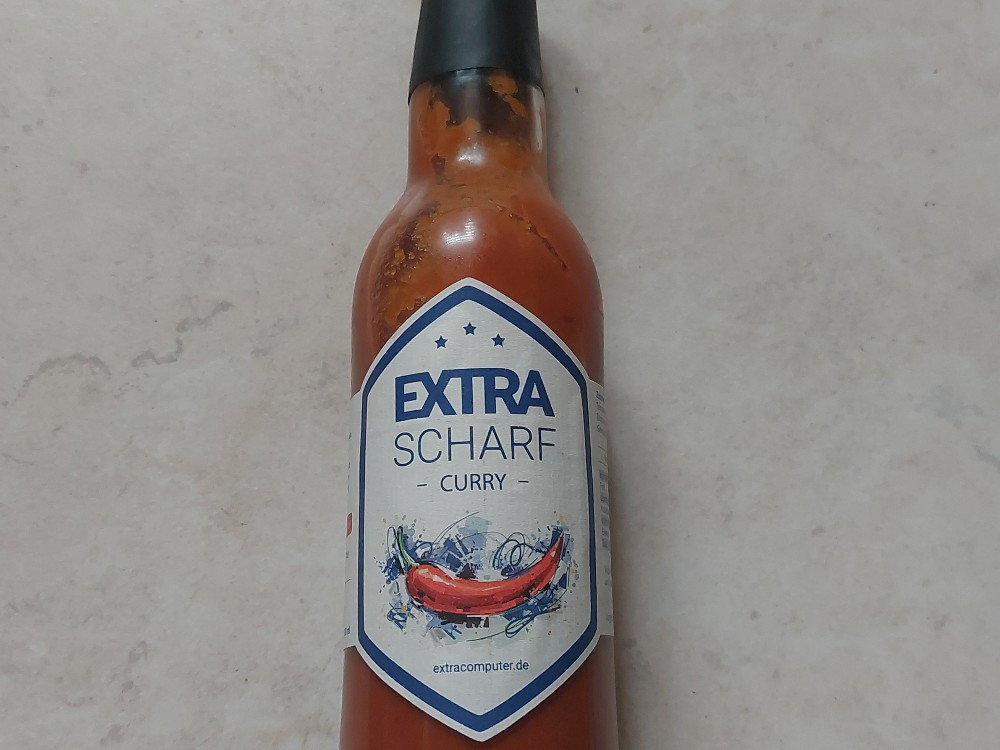 EXTRA
SCHARF
– CURRY –
extracomputer.de